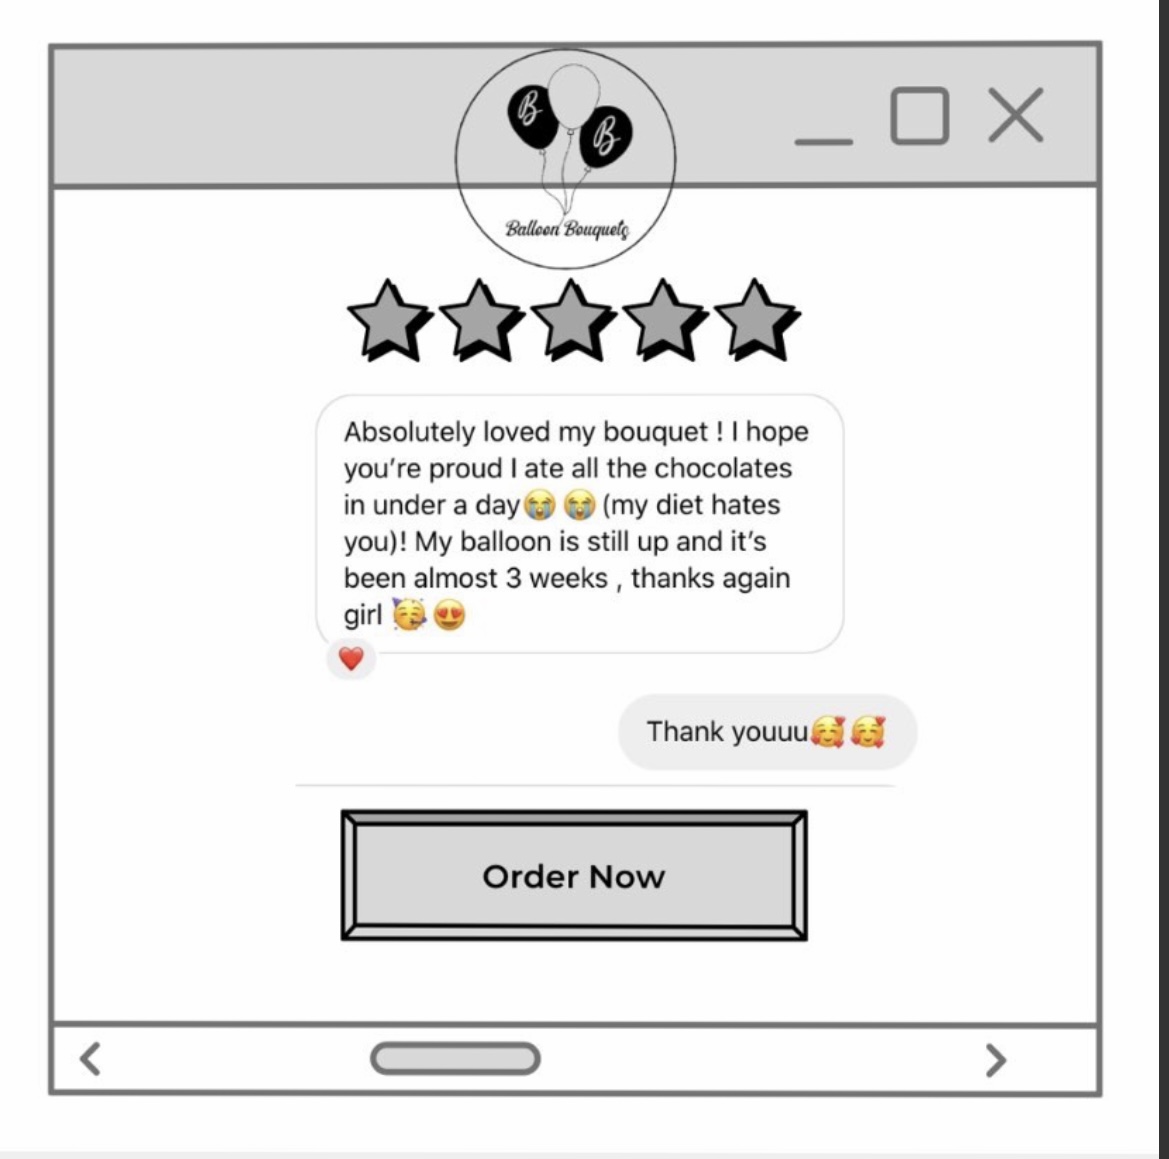 B
B
Balloon Bouquets
Absolutely loved my bouquet ! I hope
you’re proud I ate all the chocolates
in under a day😭 😭 (my diet hates
you)! My balloon is still up and it’s
been almost 3 weeks , thanks again
girl 🥳 😍
❤️
Thank youuu🥰 🥰
Order Now